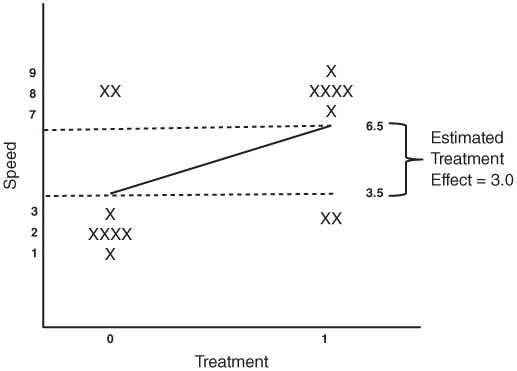 9
X
8
XX
XXXX
7
X
6.5
Estimated
Treatment
Effect = 3.0
3.5
Speed
3
X
XX
2
XXXX
1
X
0
1
Treatment